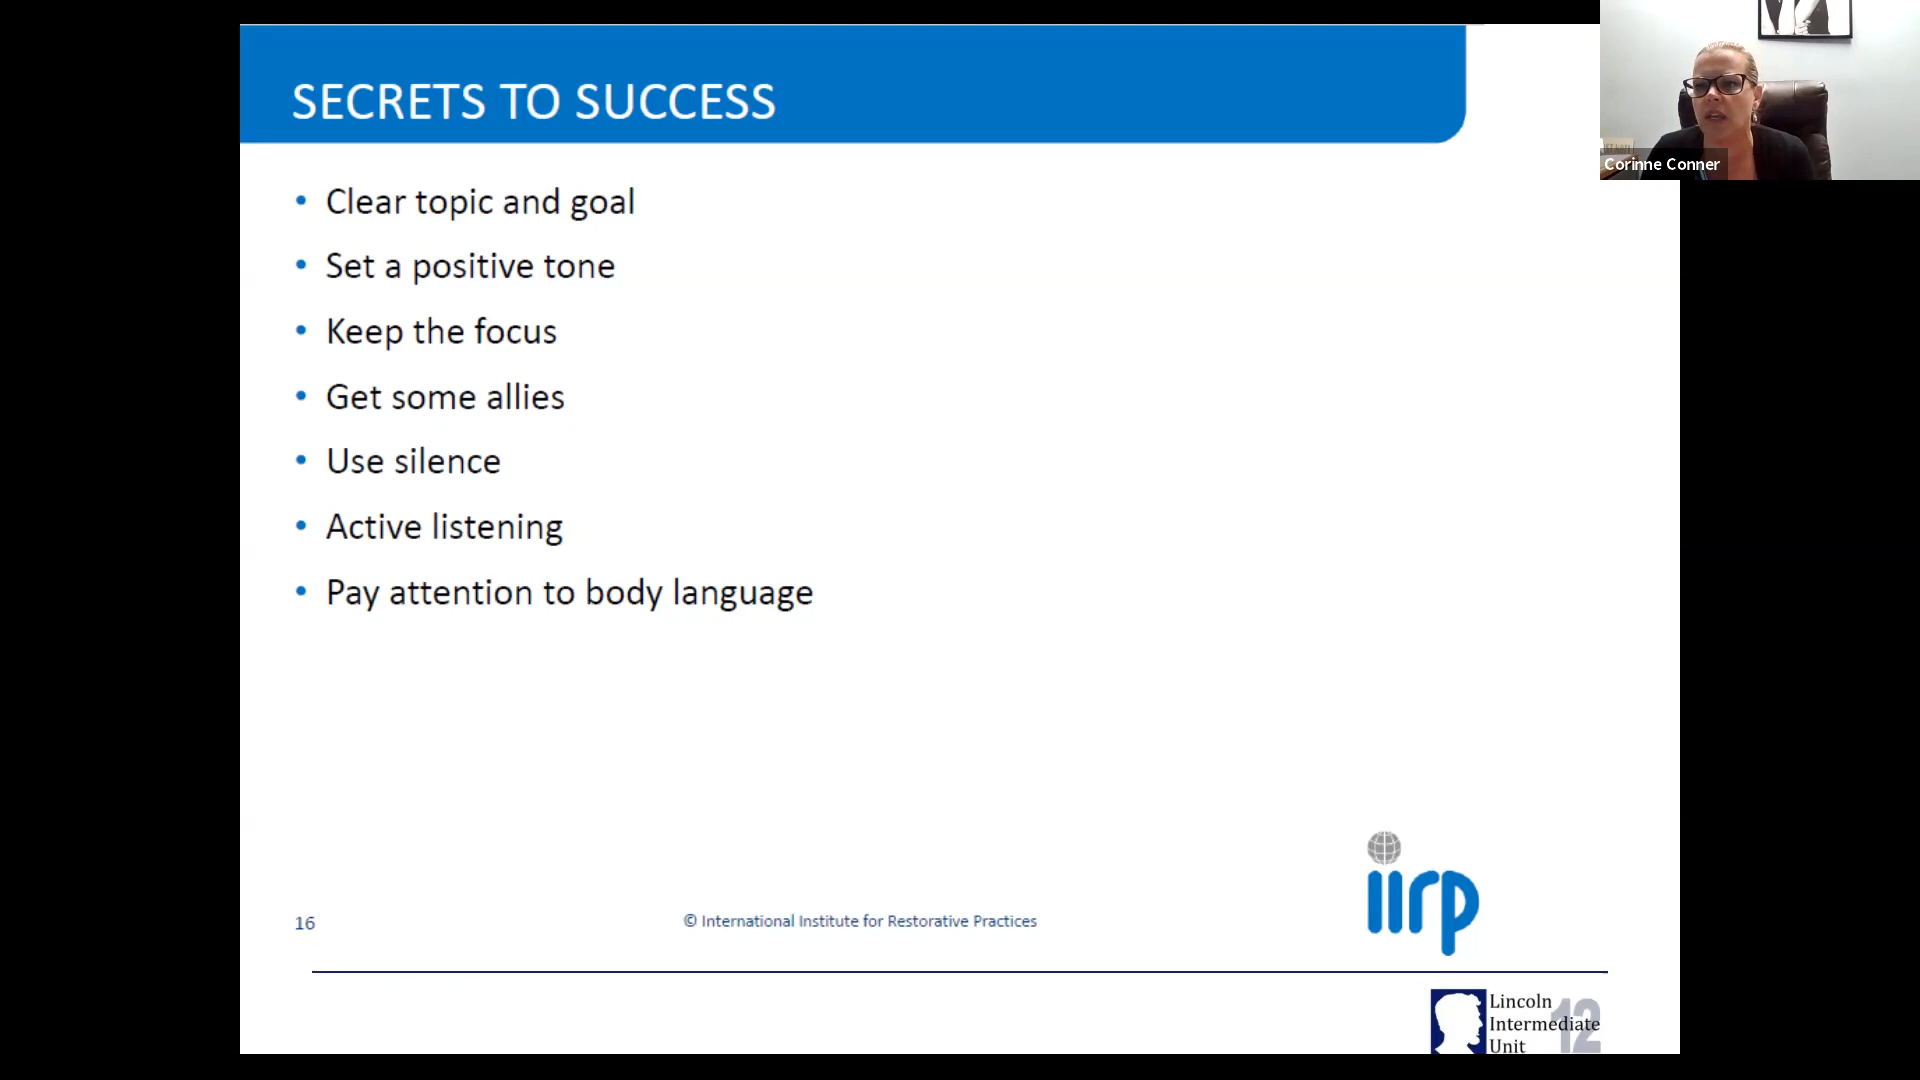 SECRETS TO SUCCESS
Corinne Conner
• Clear topic and goal
• Set a positive tone
• Keep the focus
• Get some allies
• Use silence
• Active listening
• Pay attention to body language
16
© International Institute for Restorative Practices
iirp
Lincoln
Intermediate
Unit
12